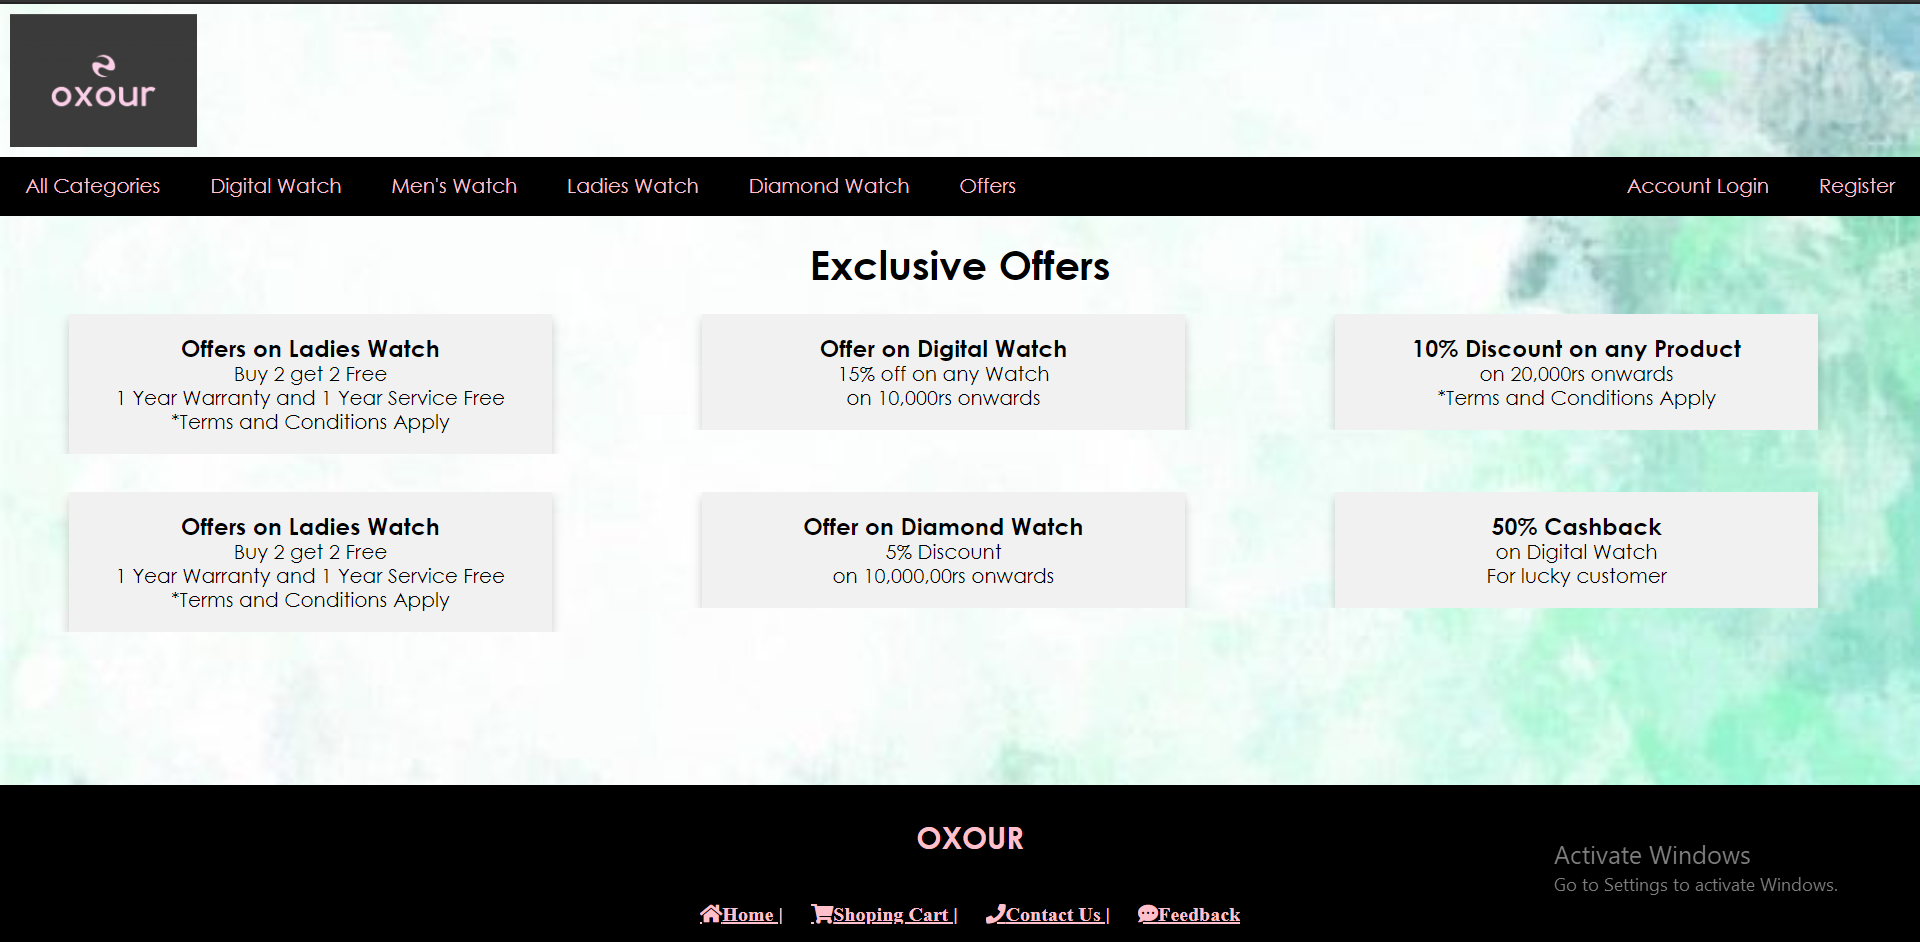 oxour
All Categories Digital Watch Men's Watch Ladies Watch Diamond Watch Offers Account Login Register
Exclusive Offers
Offers on Ladies Watch
Buy 2 get 2 Free
1 Year Warranty and 1 Year Service Free
*Terms and Conditions Apply
Offer on Digital Watch
15% off on any Watch
on 10,000rs onwards
10% Discount on any Product
on 20,000rs onwards
*Terms and Conditions Apply
Offers on Ladies Watch
Buy 2 get 2 Free
1 Year Warranty and 1 Year Service Free
*Terms and Conditions Apply
Offer on Diamond Watch
5% Discount
on 10,000,00rs onwards
50% Cashback
on Digital Watch
For lucky customer
OXOUR
Activate Windows
Go to Settings to activate Windows.
Home | Shoping Cart | Contact Us | Feedback